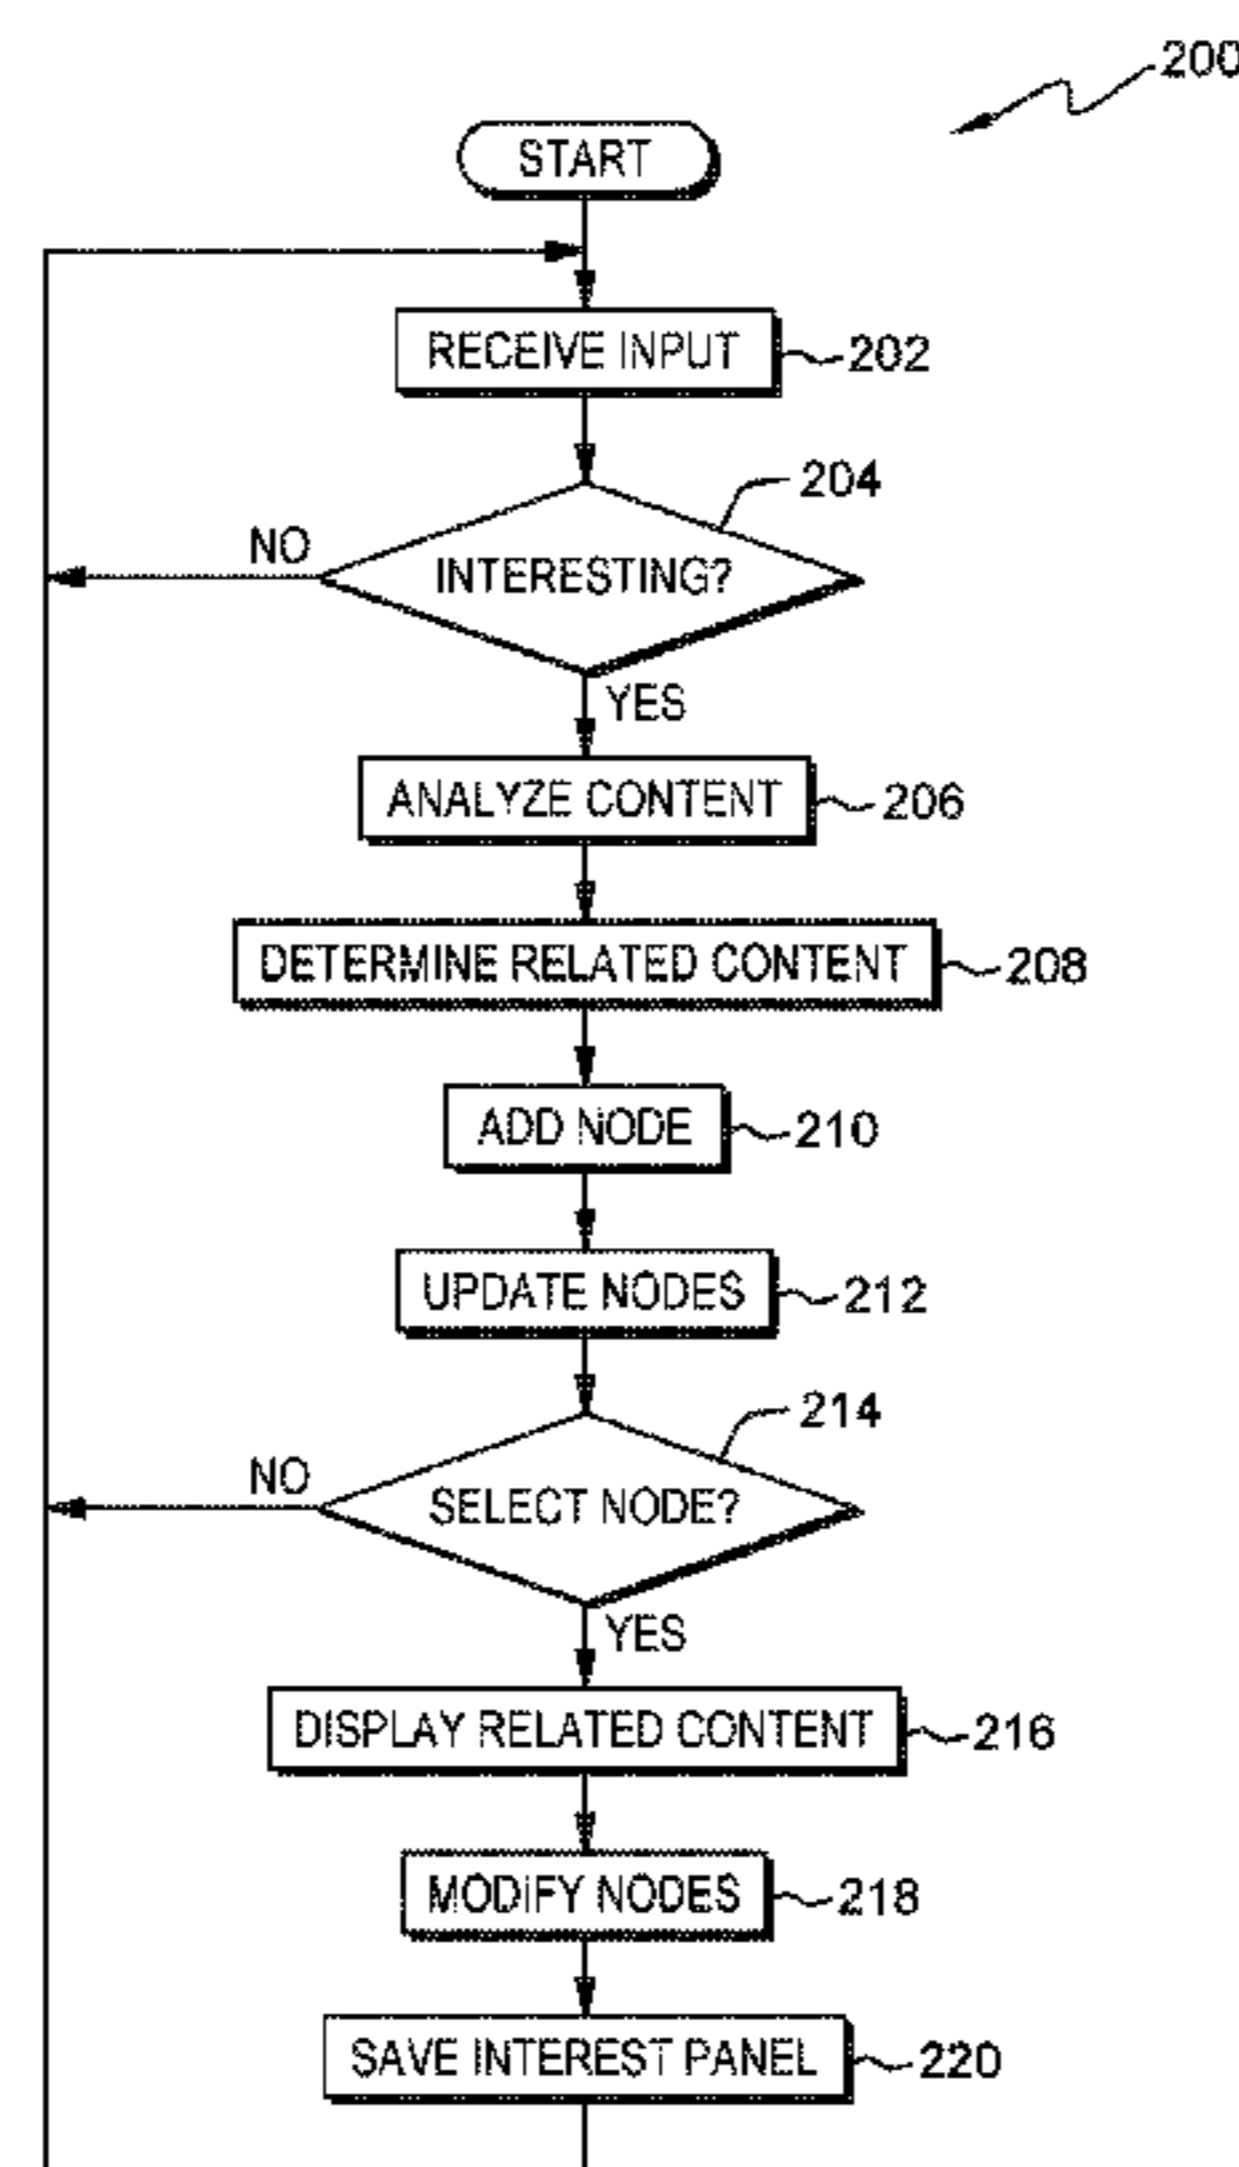 200
START
RECEIVE INPUT 202
204
NO
INTERESTING?
YES
ANALYZE CONTENT 206
DETERMINE RELATED CONTENT 208
ADD NODE 210
UPDATE NODES 212
214
NO
SELECT NODE?
YES
DISPLAY RELATED CONTENT 216
MODIFY NODES 218
SAVE INTEREST PANEL 220